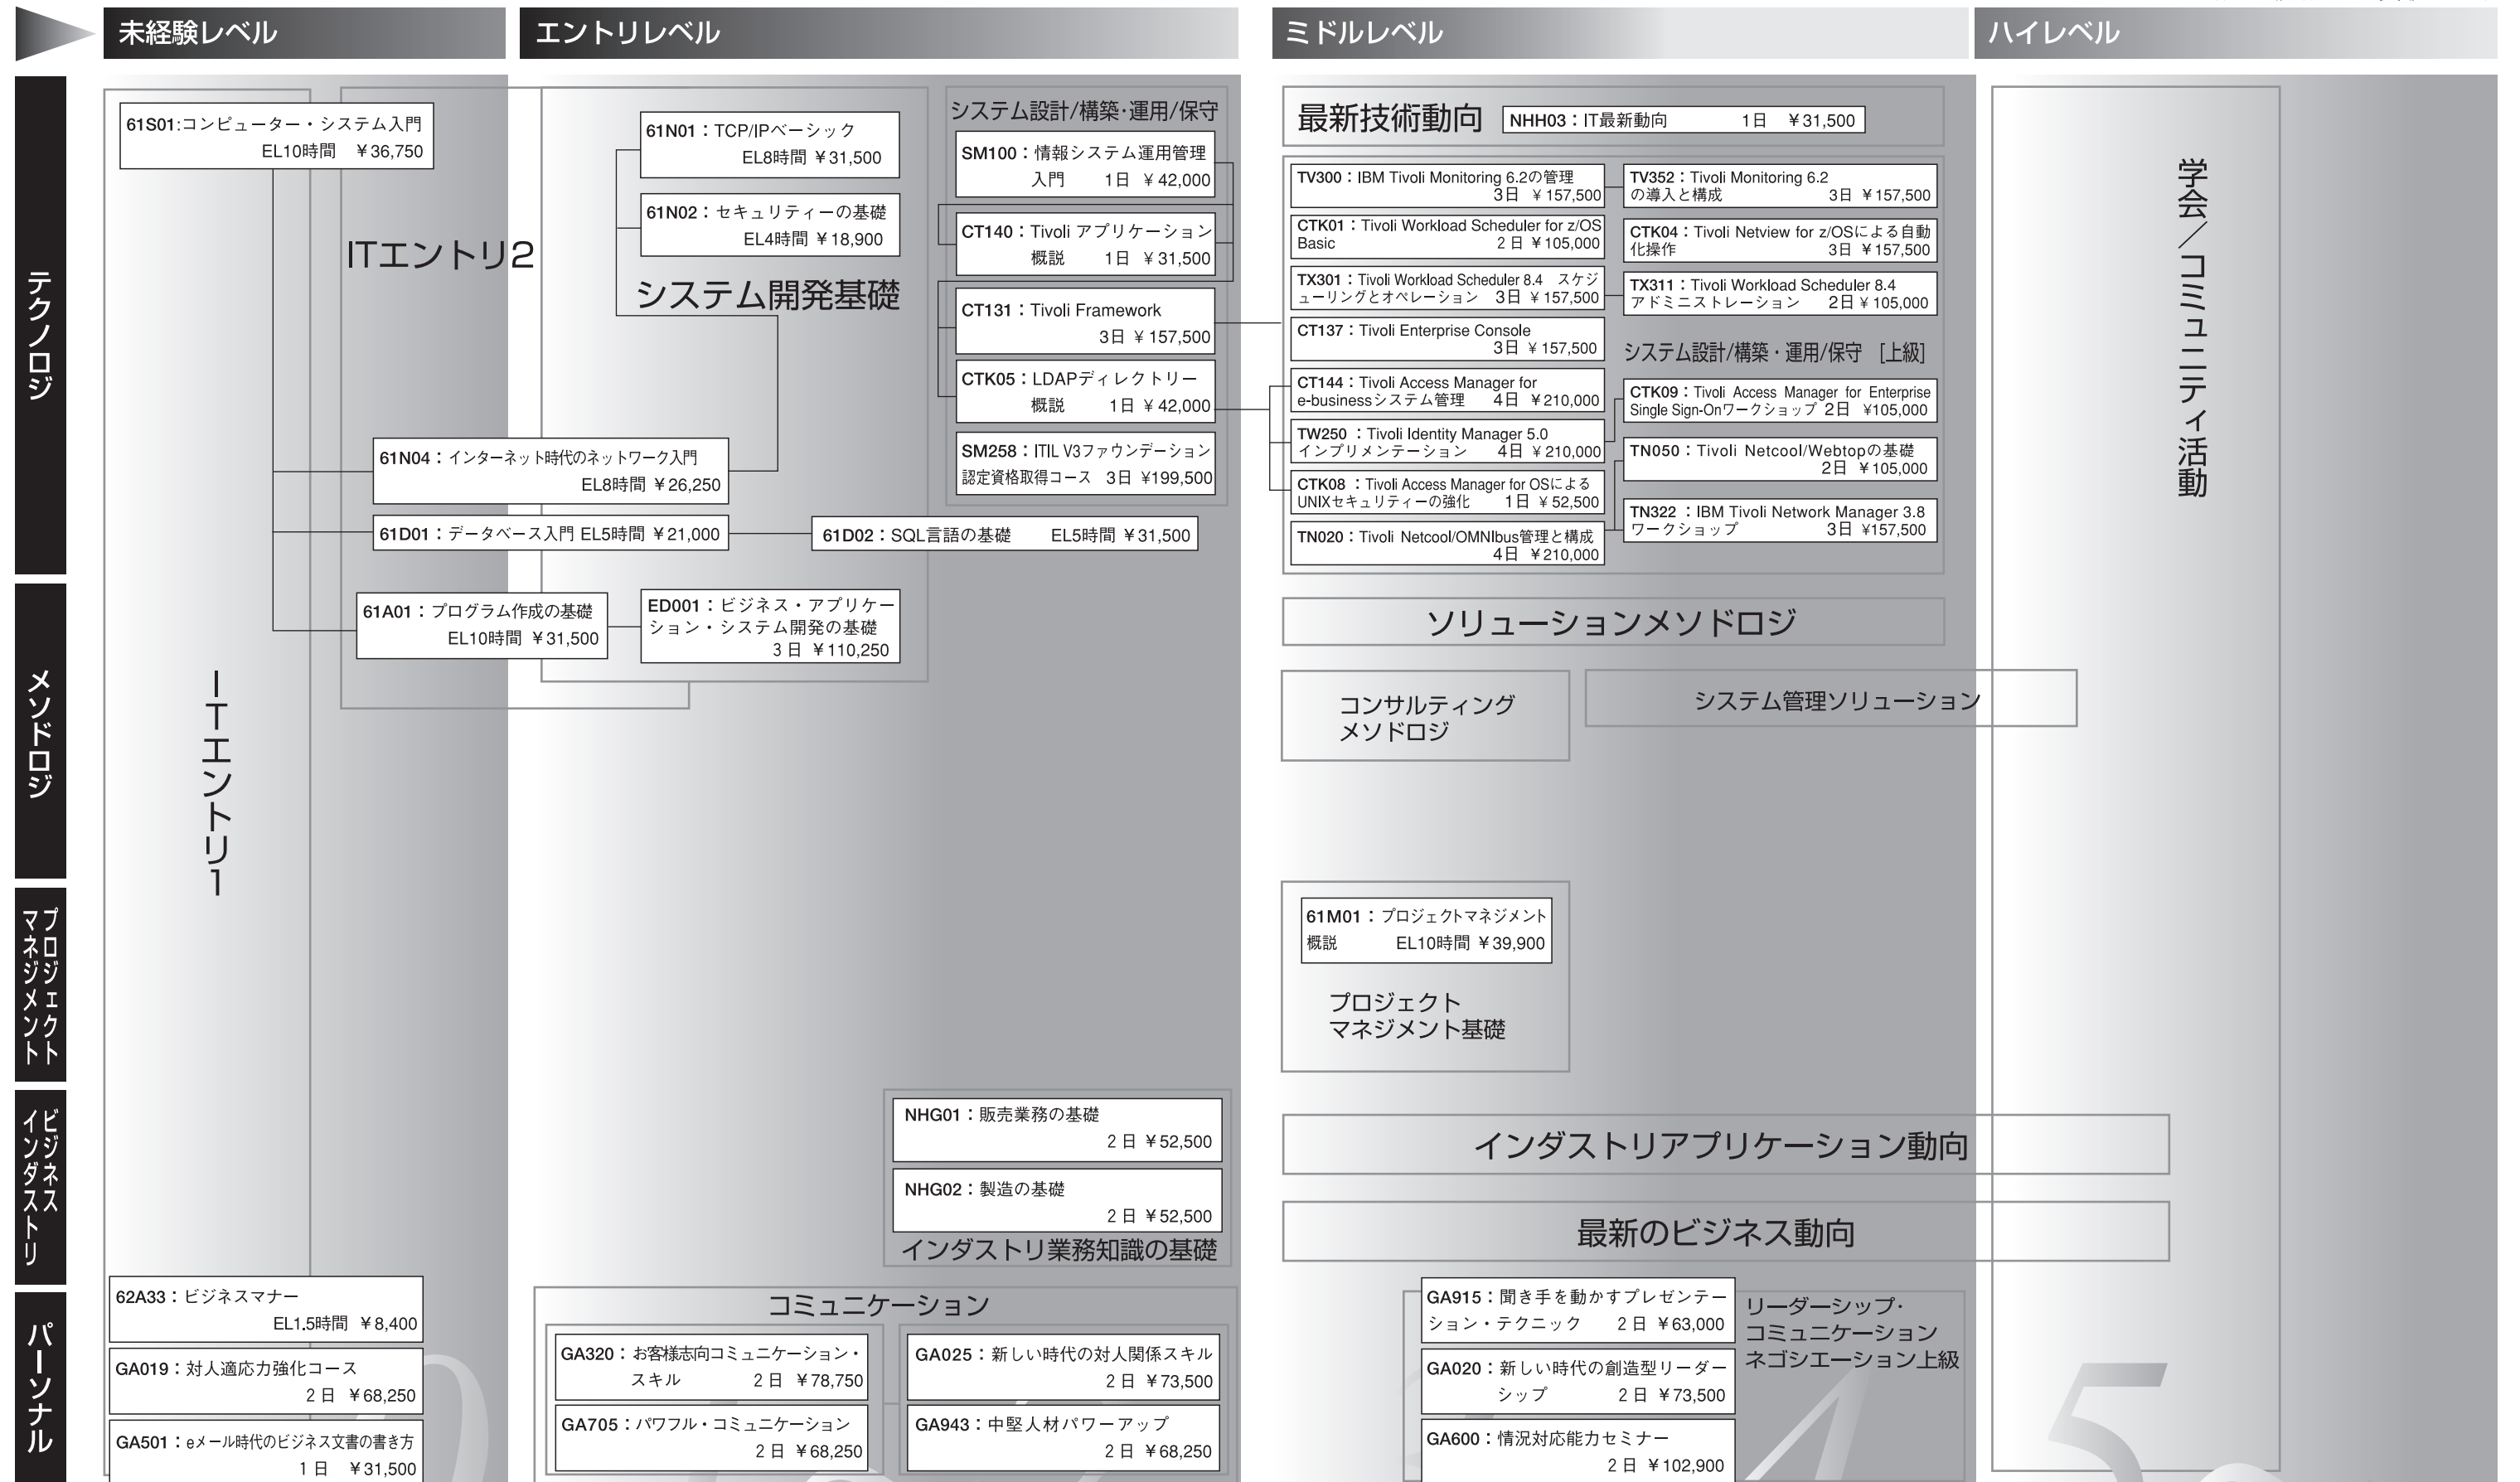 未経験レベル
エントリレベル
ミドルレベル
ハイレベル
テクノロジ
メソドロジ
プロジェクト
マネジメント
ビジネス
インダストリ
パーソナル
61S01:コンピューター・システム入門
EL10時間 ¥36,750
ITエントリ2
ITエントリ1
61N01：TCP/IPベーシック
EL8時間 ¥31,500
61N02：セキュリティーの基礎
EL4時間 ¥18,900
システム開発基礎
61N04：インターネット時代のネットワーク入門
EL8時間 ¥26,250
61D01：データベース入門 EL5時間 ¥21,000
61D02：SQL言語の基礎 EL5時間 ¥31,500
61A01：プログラム作成の基礎
EL10時間 ¥31,500
ED001：ビジネス・アプリケー
ション・システム開発の基礎
3日 ¥110,250
システム設計/構築・運用/保守
SM100：情報システム運用管理
入門 1日 ¥42,000
CT140：Tivoli アプリケーション
概説 1日 ¥31,500
CT131：Tivoli Framework
3日 ¥157,500
CTK05：LDAPディレクトリー
概説 1日 ¥42,000
SM258：ITIL V3ファウンデーション
認定資格取得コース 3日 ¥199,500
最新技術動向
NHH03：IT最新動向 1日 ¥31,500
TV300：IBM Tivoli Monitoring 6.2の管理
3日 ¥157,500
CTK01：Tivoli Workload Scheduler for z/OS
Basic 2日 ¥105,000
TX301：Tivoli Workload Scheduler 8.4 スケジ
ューリングとオペレーション 3日 ¥157,500
CT137：Tivoli Enterprise Console
3日 ¥157,500
CT144：Tivoli Access Manager for
e-businessシステム管理 4日 ¥210,000
TW250：Tivoli Identity Manager 5.0
インプリメンテーション 4日 ¥210,000
CTK08：Tivoli Access Manager for OSによる
UNIXセキュリティーの強化 1日 ¥52,500
TN020：Tivoli Netcool/OMNIbus管理と構成
4日 ¥210,000
TV352：Tivoli Monitoring 6.2
の導入と構成 3日 ¥157,500
CTK04：Tivoli Netview for z/OSによる自動
化操作 3日 ¥157,500
TX311：Tivoli Workload Scheduler 8.4
アドミニストレーション 2日 ¥105,000
システム設計/構築・運用/保守 [上級]
CTK09：Tivoli Access Manager for Enterprise
Single Sign-Onワークショップ 2日 ¥105,000
TN050：Tivoli Netcool/Webtopの基礎
2日 ¥105,000
TN322：IBM Tivoli Network Manager 3.8
ワークショップ 3日 ¥157,500
学会／コミュニティ活動
ソリューションメソドロジ
コンサルティング
メソドロジ
システム管理ソリューション
61M01：プロジェクトマネジメント
概説 EL10時間 ¥39,900
プロジェクト
マネジメント基礎
NHG01：販売業務の基礎
2日 ¥52,500
NHG02：製造の基礎
2日 ¥52,500
インダストリ業務知識の基礎
インダストリアプリケーション動向
最新のビジネス動向
62A33：ビジネスマナー
EL1.5時間 ¥8,400
GA019：対人適応力強化コース
2日 ¥68,250
GA501：eメール時代のビジネス文書の書き方
1日 ¥31,500
コミュニケーション
GA320：お客様志向コミュニケーション・
スキル 2日 ¥78,750
GA705：パワフル・コミュニケーション
2日 ¥68,250
GA025：新しい時代の対人関係スキル
2日 ¥73,500
GA943：中堅人材パワーアップ
2日 ¥68,250
GA915：聞き手を動かすプレゼンテー
ション・テクニック 2日 ¥63,000
GA020：新しい時代の創造型リーダー
シップ 2日 ¥73,500
GA600：情況対応能力セミナー
2日 ¥102,900
リーダーシップ・
コミュニケーション
ネゴシエーション上級
4
5